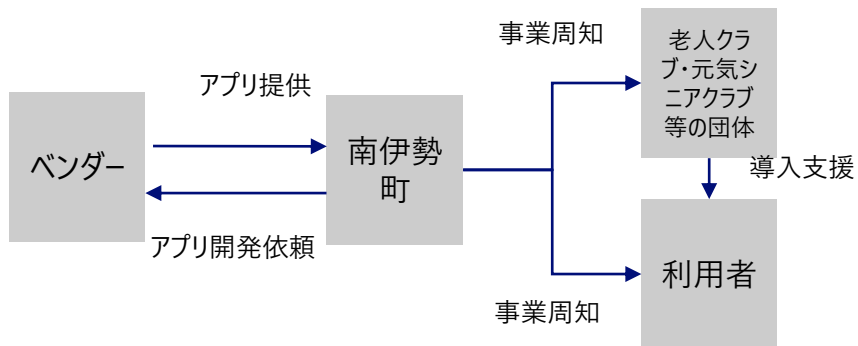 事業周知
老人クラ
ブ・元気シ
ニアクラブ
等の団体
アプリ提供
ベンダー
南伊勢
町
導入支援
アプリ開発依頼
利用者
事業周知